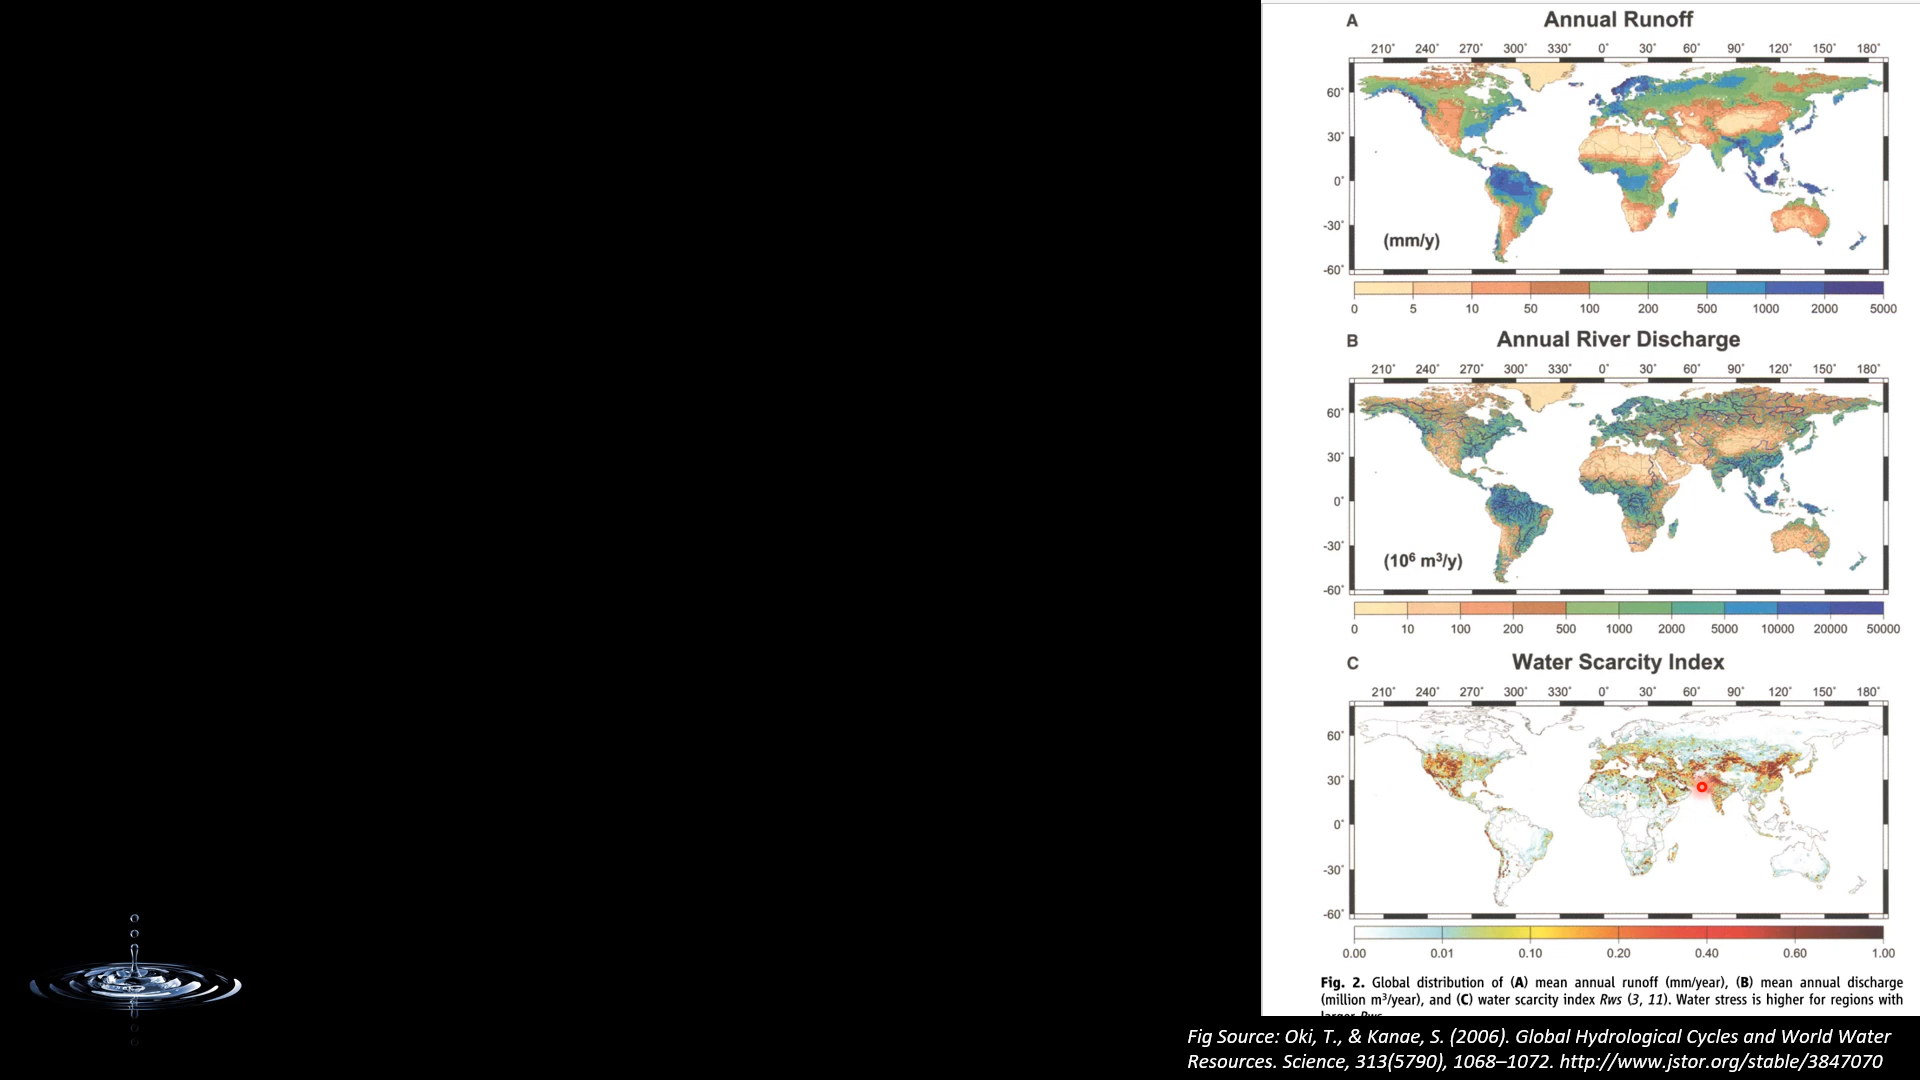 A Annual Runoff
210° 240° 270° 300° 330° 0° 30° 60° 90° 120° 150° 180°
60°
30°
0°
-30°
(mm/y)
-60°
0 5 10 50 100 200 500 1000 2000 5000
B Annual River Discharge
210° 240° 270° 300° 330° 0° 30° 60° 90° 120° 150° 180°
60°
30°
0°
-30°
(10⁶ m³/y)
-60°
0 10 100 200 500 1000 2000 5000 10000 20000 50000
C Water Scarcity Index
210° 240° 270° 300° 330° 0° 30° 60° 90° 120° 150° 180°
60°
30°
0°
-30°
-60°
0.00 0.01 0.10 0.20 0.40 0.60 1.00
Fig. 2. Global distribution of (A) mean annual runoff (mm/year), (B) mean annual discharge
(million m³/year), and (C) water scarcity index Rws (3, 11). Water stress is higher for regions with
larger Rws
Fig Source: Oki, T., & Kanae, S. (2006). Global Hydrological Cycles and World Water
Resources. Science, 313(5790), 1068–1072. http://www.jstor.org/stable/3847070